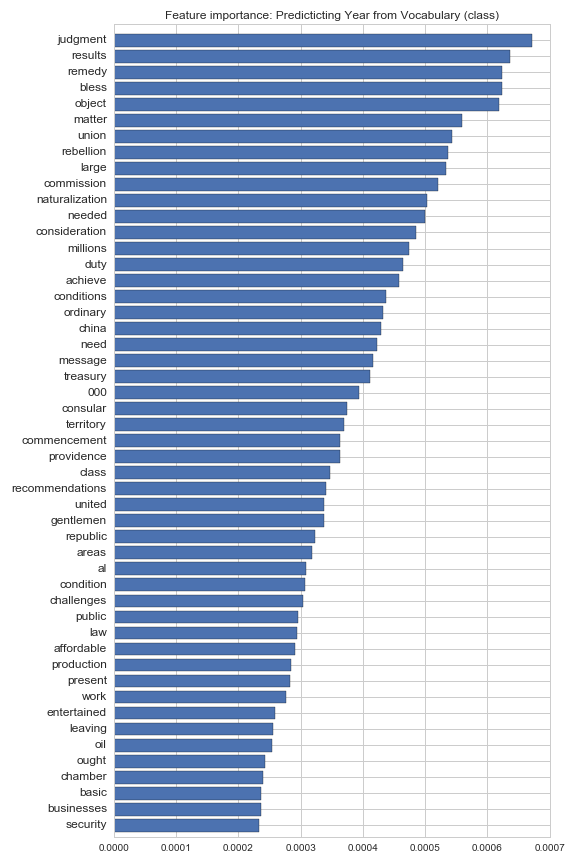 Feature importance: Predicticting Year from Vocabulary (class)
judgment
results
remedy
bless
object
matter
union
rebellion
large
commission
naturalization
needed
consideration
millions
duty
achieve
conditions
ordinary
china
need
message
treasury
000
consular
territory
commencement
providence
class
recommendations
united
gentlemen
republic
areas
al
condition
challenges
public
law
affordable
production
present
work
entertained
leaving
oil
ought
chamber
basic
businesses
security
0.0000 0.0001 0.0002 0.0003 0.0004 0.0005 0.0006 0.0007